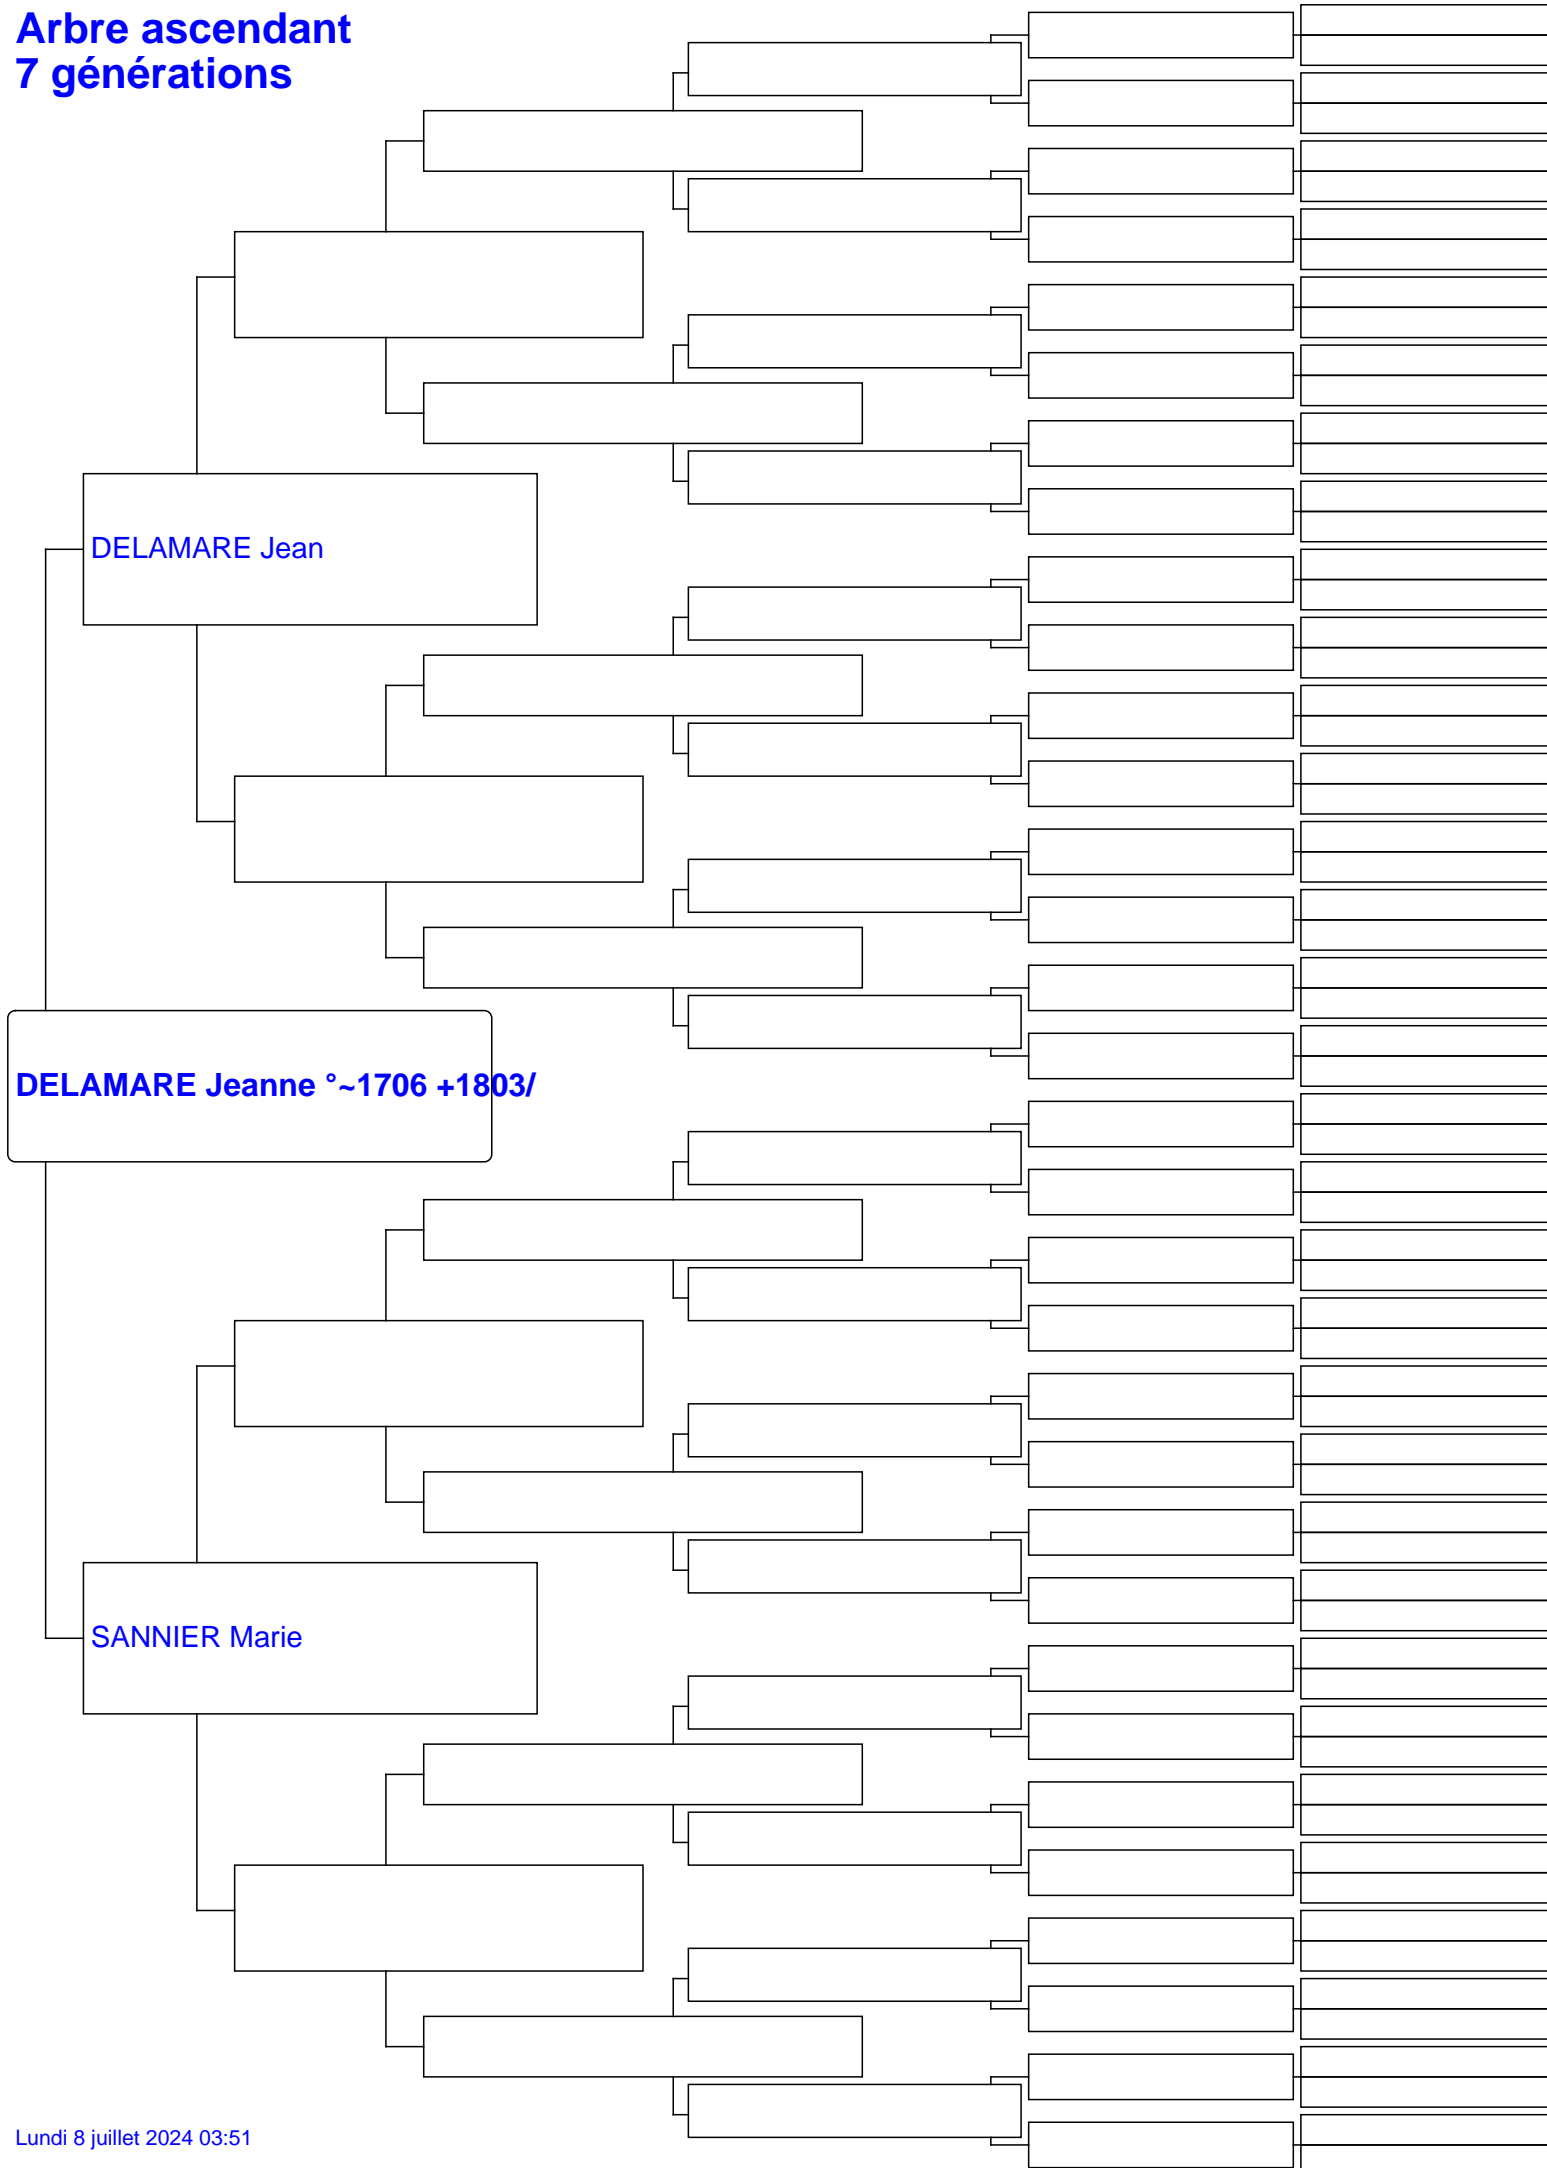 Arbre ascendant
7 générations
DELAMARE Jean
DELAMARE Jeanne °~1706 +1803/
SANNIER Marie
Lundi 8 juillet 2024 03:51